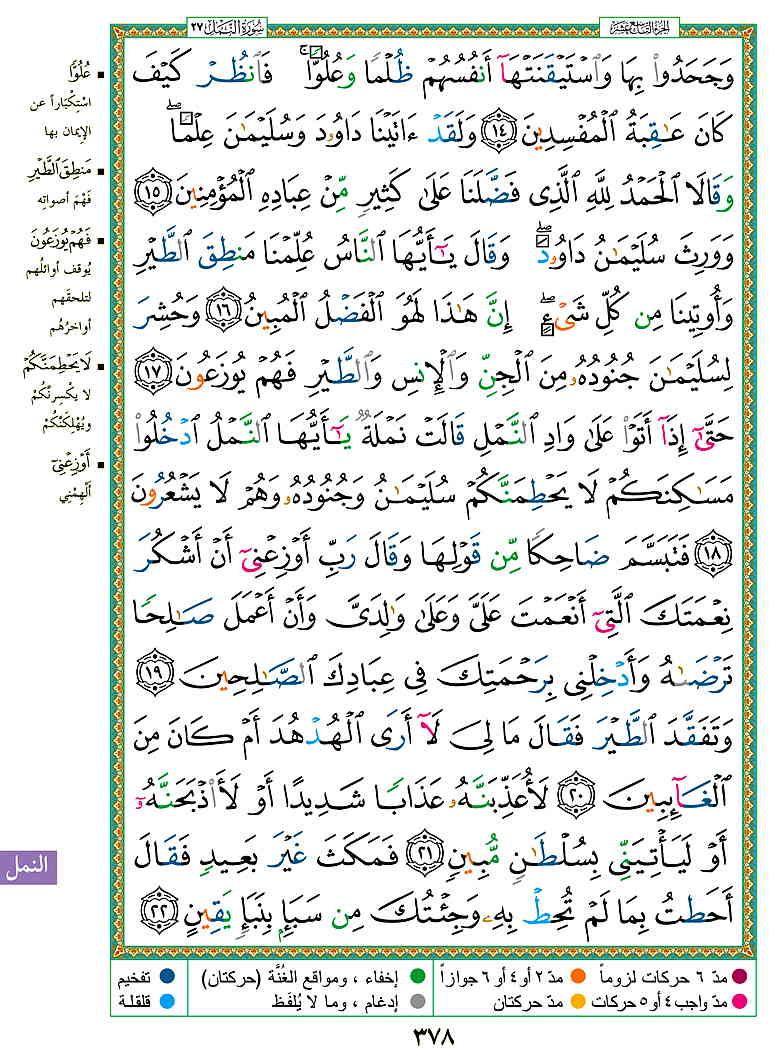 الجزء التاسع عشر
سورة النمل ٢٧
وَجَحَدُوا۟ بِهَا وَٱسْتَيْقَنَتْهَآ أَنفُسُهُمْ ظُلْمًا وَعُلُوًّا ۚ فَٱنظُرْ كَيْفَ
كَانَ عَـٰقِبَةُ ٱلْمُفْسِدِينَ ١٤ وَلَقَدْ ءَاتَيْنَا دَاوُۥدَ وَسُلَيْمَـٰنَ عِلْمًا ۖ
وَقَالَا ٱلْحَمْدُ لِلَّهِ ٱلَّذِى فَضَّلَنَا عَلَىٰ كَثِيرٍ مِّنْ عِبَادِهِ ٱلْمُؤْمِنِينَ ١٥
وَوَرِثَ سُلَيْمَـٰنُ دَاوُۥدَ ۖ وَقَالَ يَـٰٓأَيُّهَا ٱلنَّاسُ عُلِّمْنَا مَنطِقَ ٱلطَّيْرِ
وَأُوتِينَا مِن كُلِّ شَىْءٍ ۖ إِنَّ هَـٰذَا لَهُوَ ٱلْفَضْلُ ٱلْمُبِينُ ١٦ وَحُشِرَ
لِسُلَيْمَـٰنَ جُنُودُهُۥ مِنَ ٱلْجِنِّ وَٱلْإِنسِ وَٱلطَّيْرِ فَهُمْ يُوزَعُونَ ١٧
حَتَّىٰٓ إِذَآ أَتَوْا۟ عَلَىٰ وَادِ ٱلنَّمْلِ قَالَتْ نَمْلَةٌ يَـٰٓأَيُّهَا ٱلنَّمْلُ ٱدْخُلُوا۟
مَسَـٰكِنَكُمْ لَا يَحْطِمَنَّكُمْ سُلَيْمَـٰنُ وَجُنُودُهُۥ وَهُمْ لَا يَشْعُرُونَ
١٨ فَتَبَسَّمَ ضَاحِكًا مِّن قَوْلِهَا وَقَالَ رَبِّ أَوْزِعْنِىٓ أَنْ أَشْكُرَ
نِعْمَتَكَ ٱلَّتِىٓ أَنْعَمْتَ عَلَىَّ وَعَلَىٰ وَٰلِدَىَّ وَأَنْ أَعْمَلَ صَـٰلِحًا
تَرْضَىٰهُ وَأَدْخِلْنِى بِرَحْمَتِكَ فِى عِبَادِكَ ٱلصَّـٰلِحِينَ ١٩
وَتَفَقَّدَ ٱلطَّيْرَ فَقَالَ مَا لِىَ لَآ أَرَى ٱلْهُدْهُدَ أَمْ كَانَ مِنَ
ٱلْغَآئِبِينَ ٢٠ لَأُعَذِّبَنَّهُۥ عَذَابًا شَدِيدًا أَوْ لَأَا۟ذْبَحَنَّهُۥٓ
أَوْ لَيَأْتِيَنِّى بِسُلْطَـٰنٍ مُّبِينٍ ٢١ فَمَكَثَ غَيْرَ بَعِيدٍ فَقَالَ
أَحَطتُ بِمَا لَمْ تُحِطْ بِهِۦ وَجِئْتُكَ مِن سَبَإٍۭ بِنَبَإٍ يَقِينٍ ٢٢
عُلُوًّا
اسْتِكْبَاراً عن
الإيمان بها
مَنطِقَ ٱلطَّيْرِ
فَهْمَ أصواتِه
فَهُمْ يُوزَعُونَ
يُوقف أوائلُهم
لتلحقَهم
أواخرُهُم
لَا يَحْطِمَنَّكُمْ
لا يكسِرنّكُمْ
ويُهْلِكَنّكُمْ
أَوْزِعْنِىٓ
ألْهِمْنِي
النمل
مدّ ٦ حركات لزوماً
مدّ ٢ أو ٤ أو ٦ جوازاً
إخفاء ، ومواقع الغُنَّة (حركتان)
تفخيم
مدّ واجب ٤ أو ٥ حركات
مدّ حركتان
إدغام ، وما لا يُلفَظ
قلقلة
٣٧٨